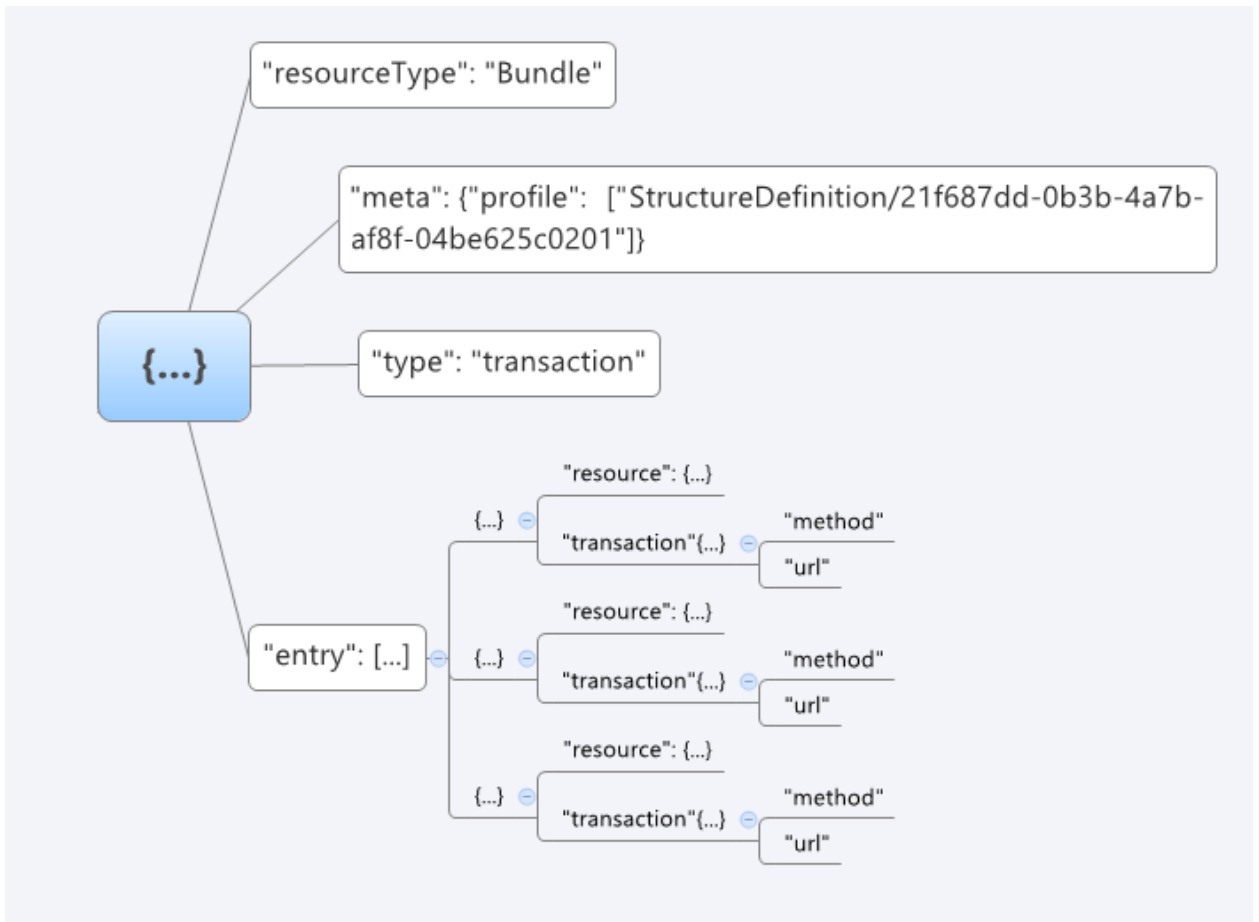 "resourceType": "Bundle"
"meta": {"profile":  ["StructureDefinition/21f687dd-0b3b-4a7b-
af8f-04be625c0201"]}
{...}
"type": "transaction"
"resource": {...}
{...}
"transaction"{...}
"method"
"url"
"entry": [...]
"resource": {...}
{...}
"transaction"{...}
"method"
"url"
"resource": {...}
{...}
"transaction"{...}
"method"
"url"